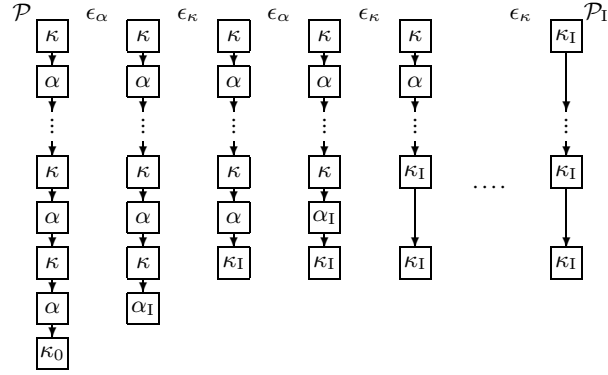 𝒫 ϵ_α ϵ_κ ϵ_α ϵ_κ ϵ_κ 𝒫_I
κ κ κ κ κ κ_I
α α α α α
⋮ ⋮ ⋮ ⋮ ⋮ ⋮
κ κ κ κ κ_I .... κ_I
α α α α_I
κ κ κ_I κ_I κ_I κ_I
α α_I
κ_0